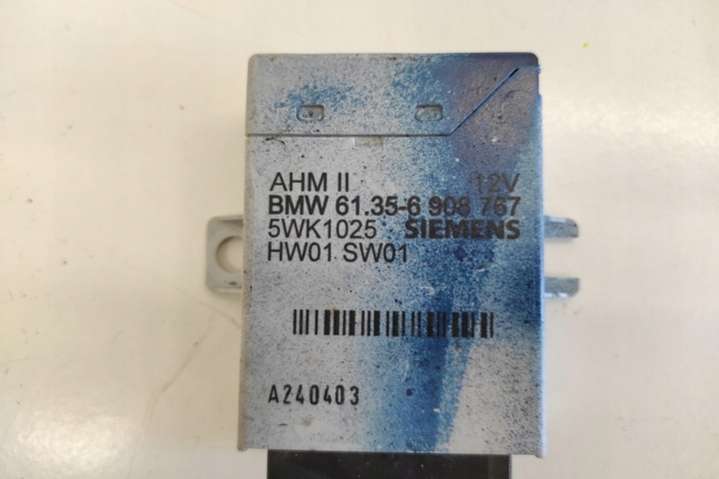 AHM II 12V
BMW 61.35-6 908 767
5WK1025 SIEMENS
HW01 SW01
A240403